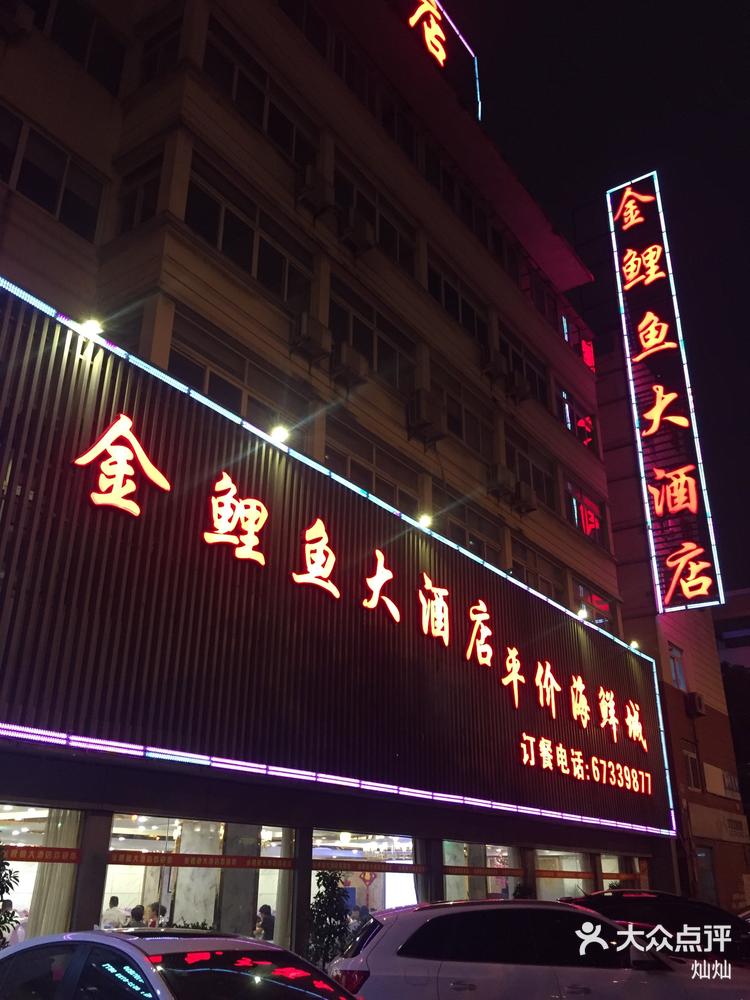 店
金鲤鱼大酒店
金鲤鱼大酒店平价海鲜城
订餐电话:67339877
大众点评
灿灿